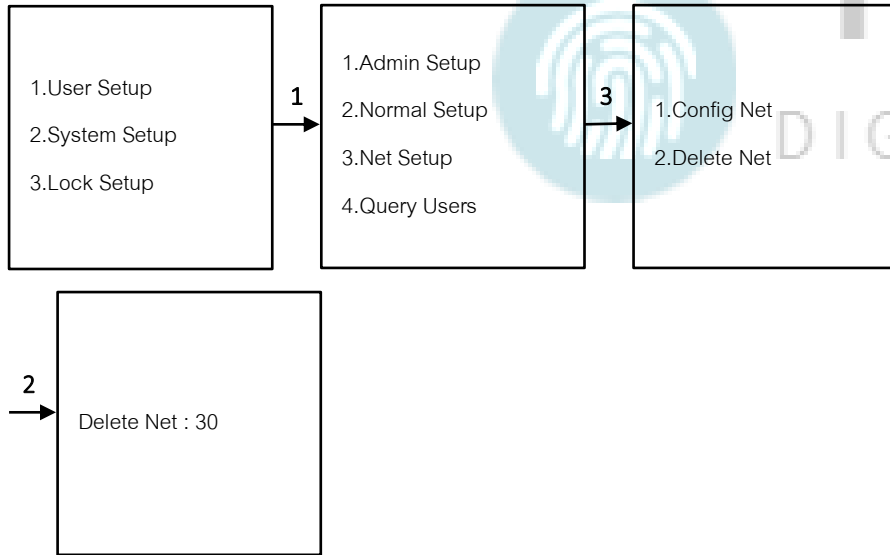 1.User Setup
2.System Setup
3.Lock Setup
1
1.Admin Setup
2.Normal Setup
3.Net Setup
4.Query Users
3
1.Config Net
2.Delete Net
DIG
2
Delete Net : 30